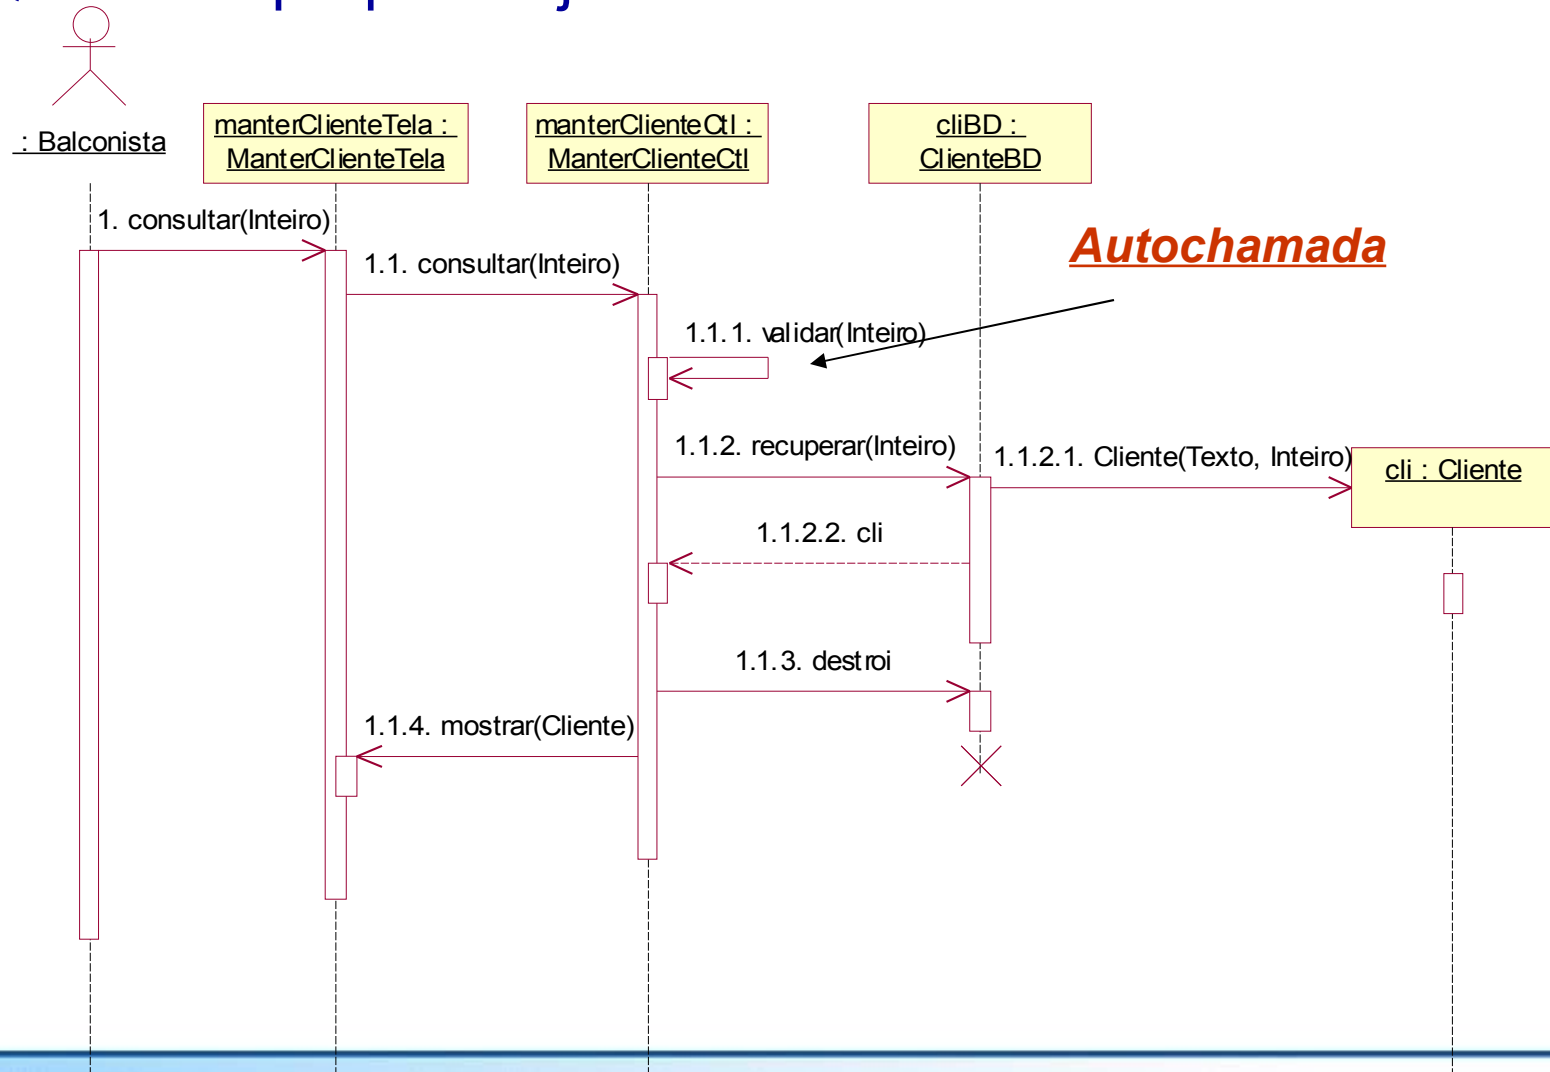 : Balconista
manterClienteTela :
ManterClienteTela
manterClienteCtl :
ManterClienteCtl
cliBD :
ClienteBD
1. consultar(Inteiro)
1.1. consultar(Inteiro)
Autochamada
1.1.1. validar(Inteiro)
1.1.2. recuperar(Inteiro)
1.1.2.1. Cliente(Texto, Inteiro)
cli : Cliente
1.1.2.2. cli
1.1.3. destroi
1.1.4. mostrar(Cliente)